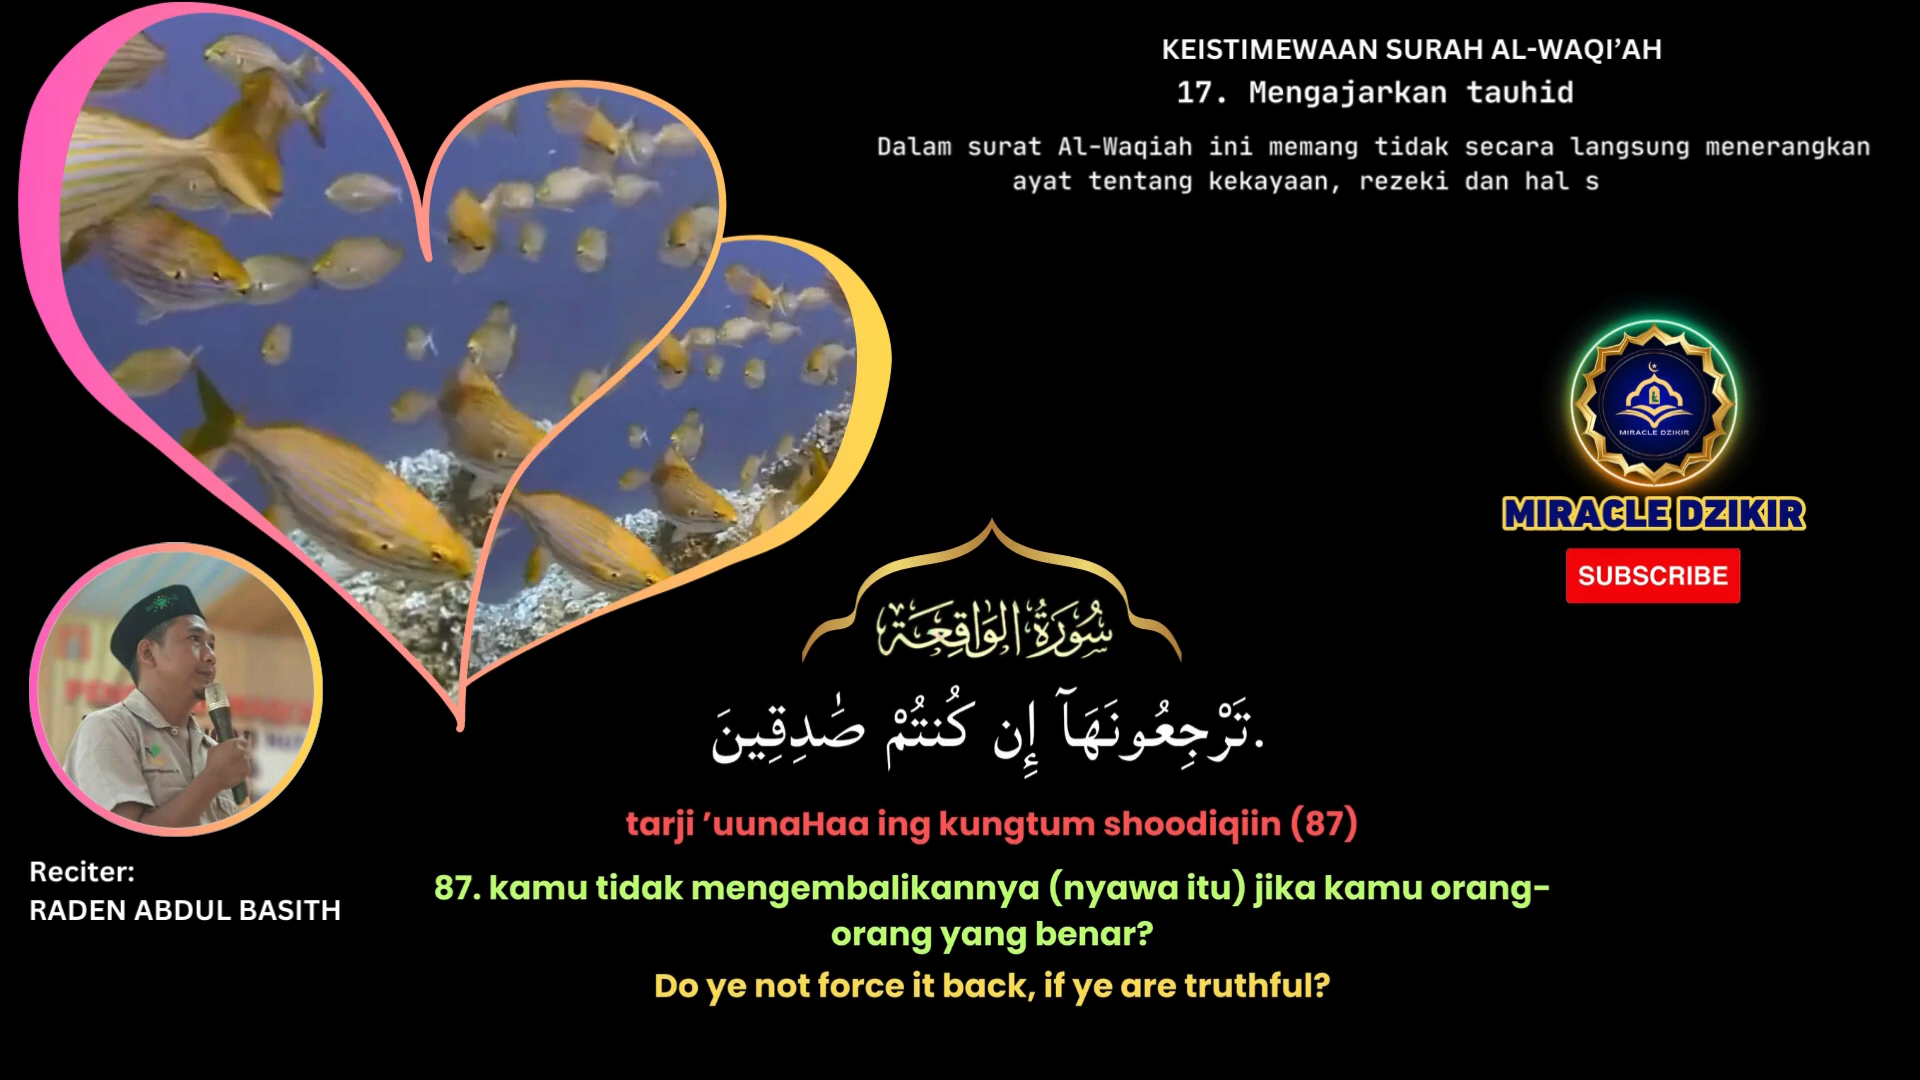 KEISTIMEWAAN SURAH AL-WAQI’AH
17. Mengajarkan tauhid
Dalam surat Al-Waqiah ini memang tidak secara langsung menerangkan
ayat tentang kekayaan, rezeki dan hal s
MIRACLE DZIKIR
MIRACLE DZIKIR
SUBSCRIBE
سُورَةُ الوَاقِعَة
تَرْجِعُونَهَآ إِن كُنتُمْ صَٰدِقِينَ.
tarji ’uunaHaa ing kungtum shoodiqiin (87)
87. kamu tidak mengembalikannya (nyawa itu) jika kamu orang-
orang yang benar?
Do ye not force it back, if ye are truthful?
Reciter:
RADEN ABDUL BASITH